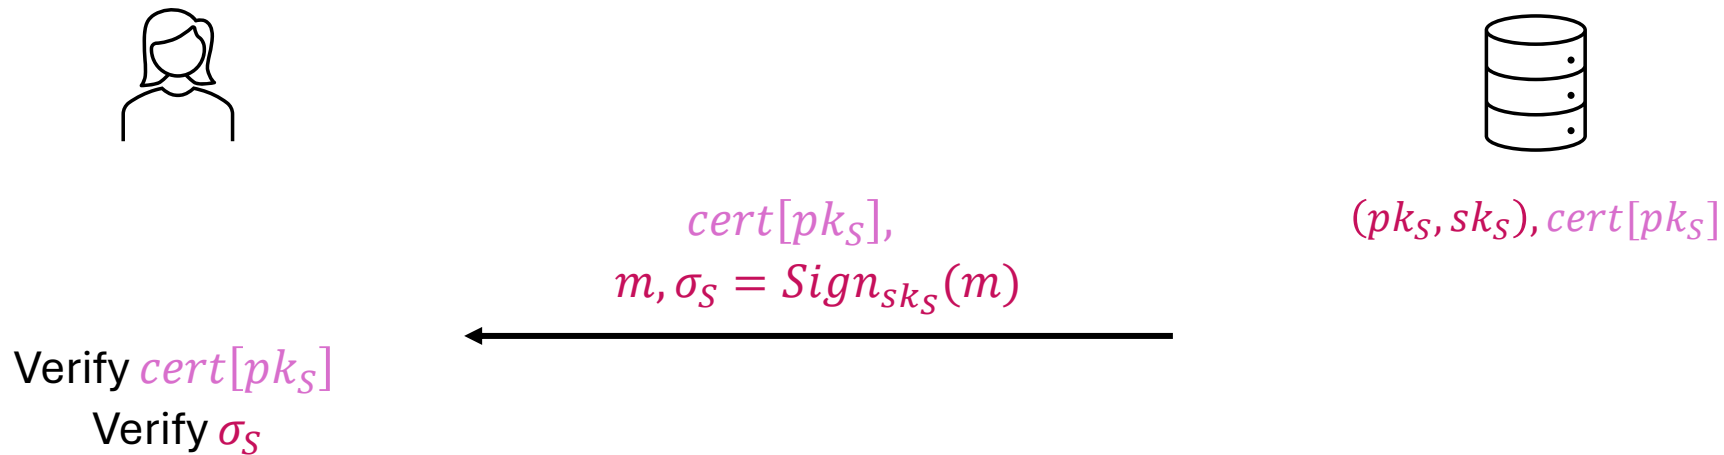 cert[pk_S],
(pk_S, sk_S), cert[pk_S]
m, σ_S = Sign_{sk_S}(m)
Verify cert[pk_S]
Verify σ_S